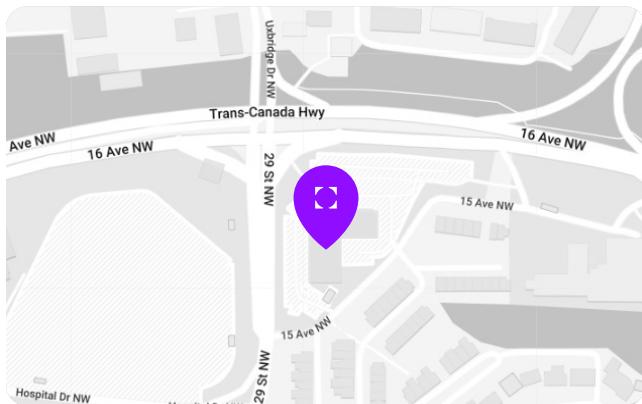 Uxbridge Dr NW
Trans-Canada Hwy
Ave NW
16 Ave NW
16 Ave NW
29 St NW
15 Ave NW
15 Ave NW
29 St NW
Hospital Dr NW